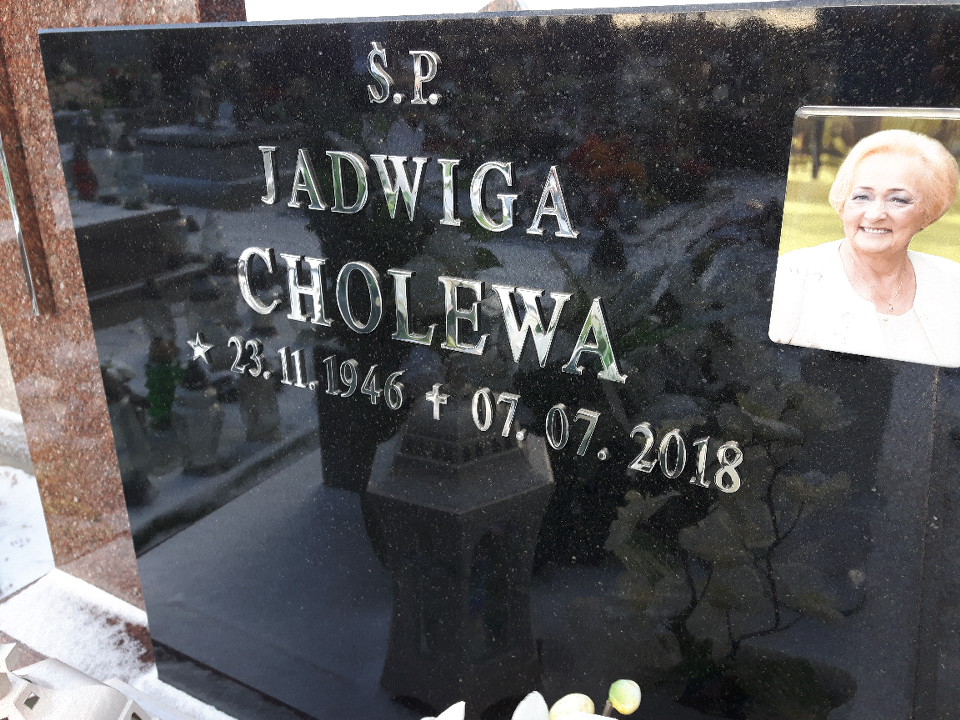 Ś.P.
JADWIGA
CHOLEWA
★ 23.11.1946 ✝ 07.07.2018